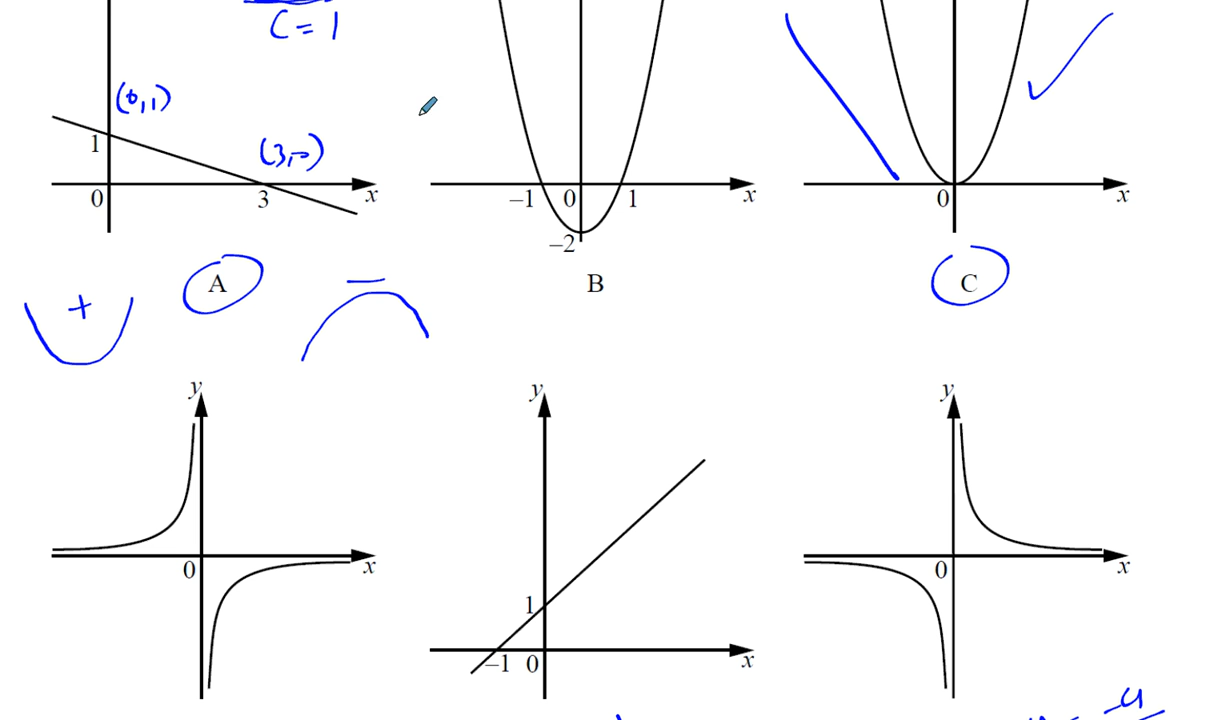 C = 1
(0,1)
1
(3,0)
0 3 x
–1 0 1 x
–2
0 x
A B C
+ –
y y y
0 x
1
–1 0 x
0 x